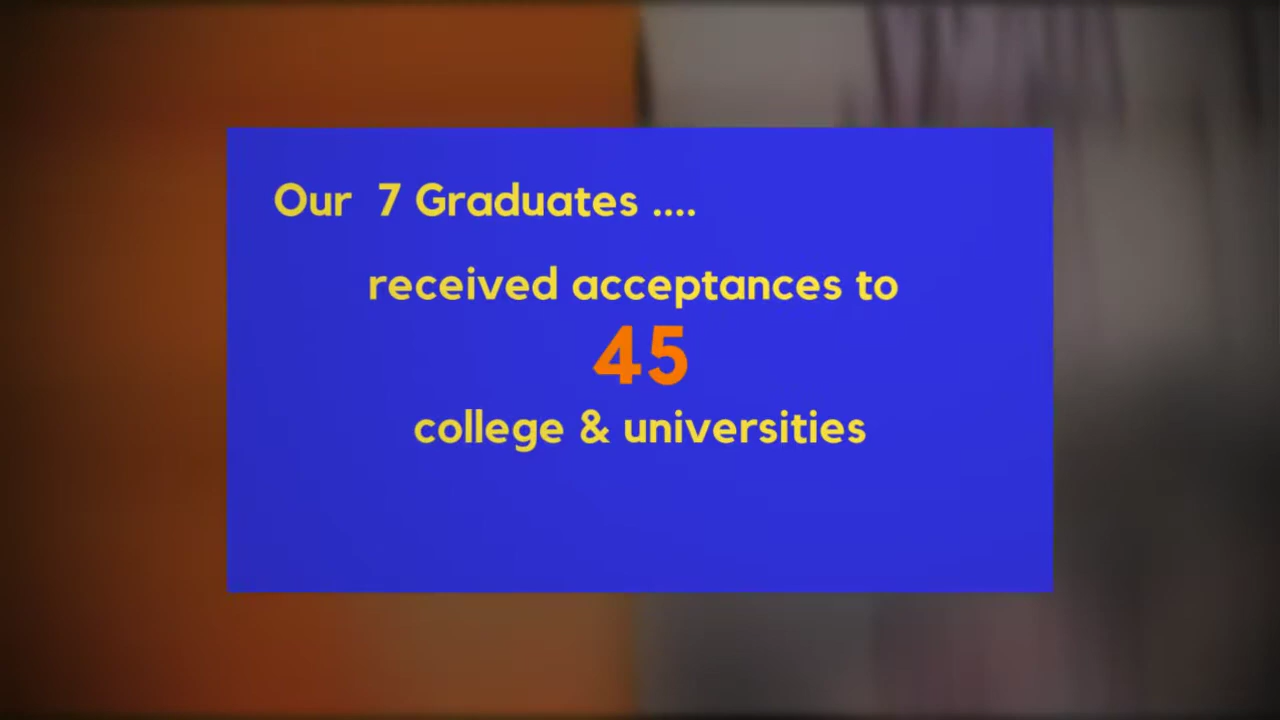 Our 7 Graduates ....
received acceptances to
45
college & universities